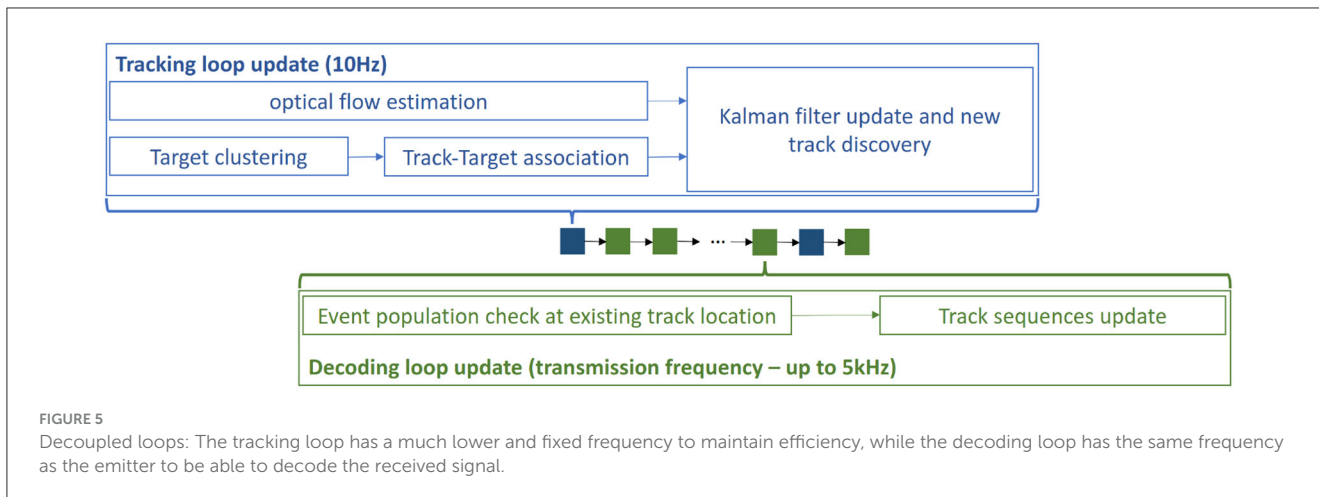 Tracking loop update (10Hz)
optical flow estimation
Target clustering
Track-Target association
Kalman filter update and new
track discovery
...
Event population check at existing track location
Track sequences update
Decoding loop update (transmission frequency – up to 5kHz)
FIGURE 5
Decoupled loops: The tracking loop has a much lower and fixed frequency to maintain efficiency, while the decoding loop has the same frequency
as the emitter to be able to decode the received signal.